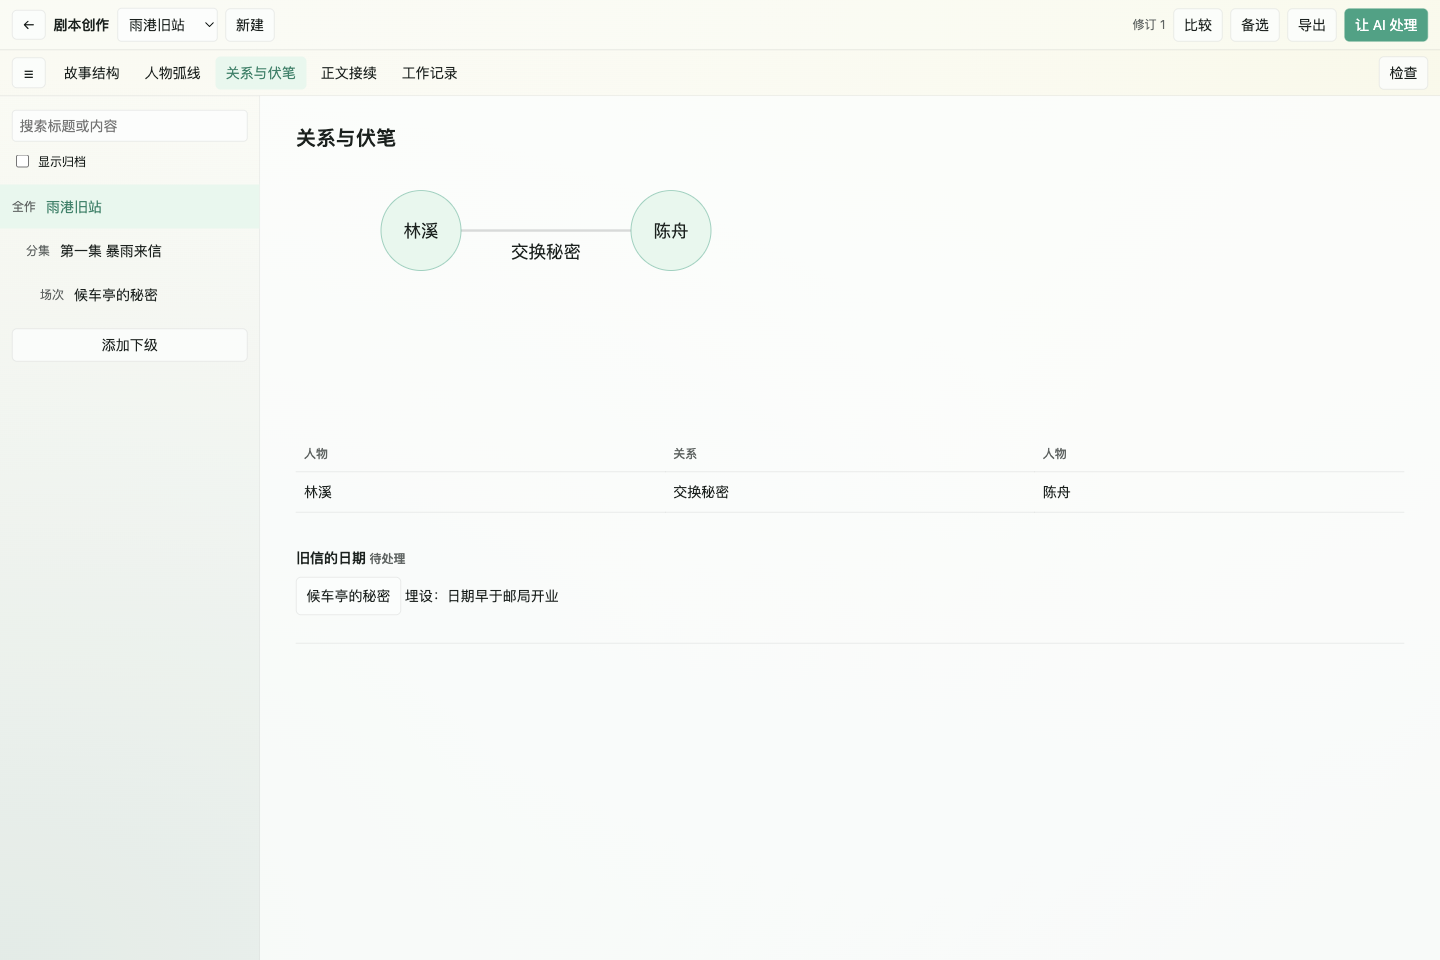 ← 剧本创作 雨港旧站 新建 修订 1 比较 备选 导出 让 AI 处理
≡ 故事结构 人物弧线 关系与伏笔 正文接续 工作记录 检查
搜索标题或内容
显示归档
全作 雨港旧站
分集 第一集 暴雨来信
场次 候车亭的秘密
添加下级
关系与伏笔
林溪 交换秘密 陈舟
人物 关系 人物
林溪 交换秘密 陈舟
旧信的日期 待处理
候车亭的秘密 埋设：日期早于邮局开业